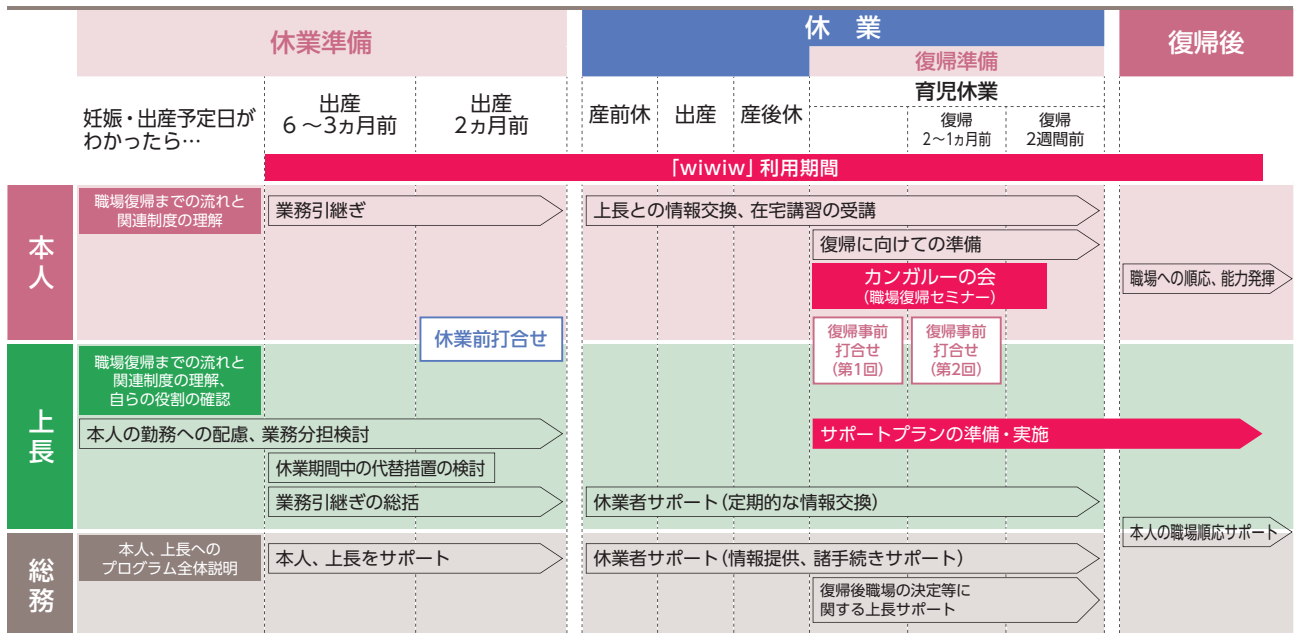 休業準備
休 業
復帰後
復帰準備
妊娠・出産予定日が
わかったら…
出産
6～3ヵ月前
出産
2ヵ月前
産前休
出産
産後休
育児休業
復帰
2～1ヵ月前
復帰
2週間前
「wiwiw」利用期間
本人
職場復帰までの流れと
関連制度の理解
業務引継ぎ
上長との情報交換、在宅講習の受講
復帰に向けての準備
カンガルーの会
（職場復帰セミナー）
職場への順応、能力発揮
休業前打合せ
復帰事前
打合せ
（第1回）
復帰事前
打合せ
（第2回）
上長
職場復帰までの流れと
関連制度の理解、
自らの役割の確認
本人の勤務への配慮、業務分担検討
サポートプランの準備・実施
休業期間中の代替措置の検討
業務引継ぎの総括
休業者サポート（定期的な情報交換）
本人の職場順応サポート
総務
本人、上長への
プログラム全体説明
本人、上長をサポート
休業者サポート（情報提供、諸手続きサポート）
復帰後職場の決定等に
関する上長サポート